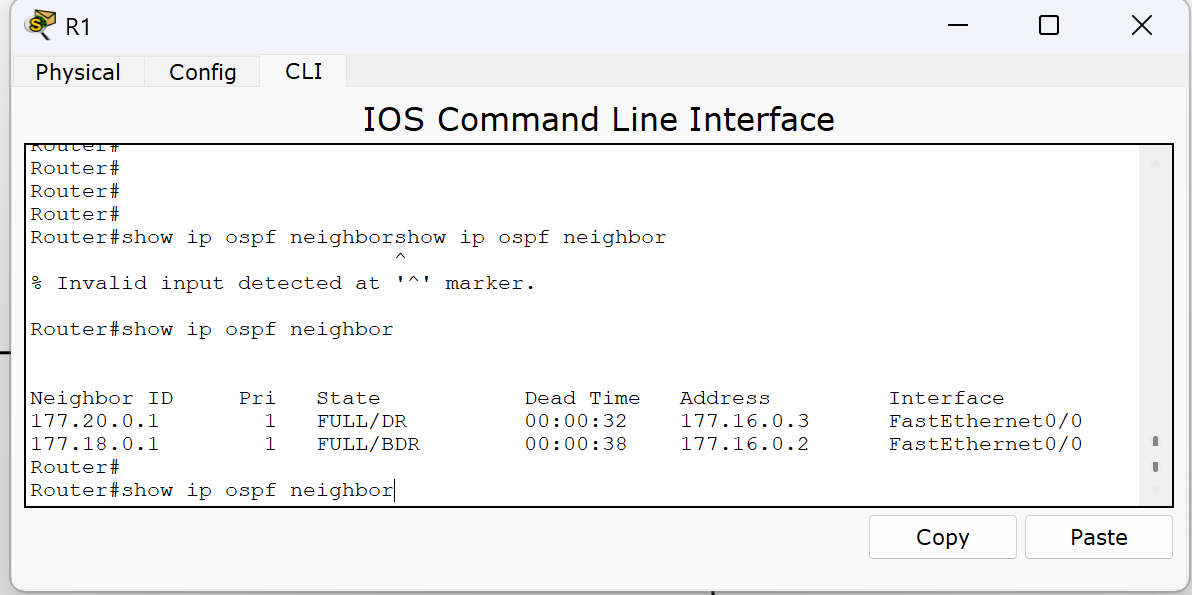 R1
Physical Config CLI
IOS Command Line Interface
Router#
Router#
Router#
Router#
Router#show ip ospf neighborshow ip ospf neighbor
^
% Invalid input detected at '^' marker.
Router#show ip ospf neighbor
Neighbor ID Pri State Dead Time Address Interface
177.20.0.1 1 FULL/DR 00:00:32 177.16.0.3 FastEthernet0/0
177.18.0.1 1 FULL/BDR 00:00:38 177.16.0.2 FastEthernet0/0
Router#
Router#show ip ospf neighbor
Copy Paste